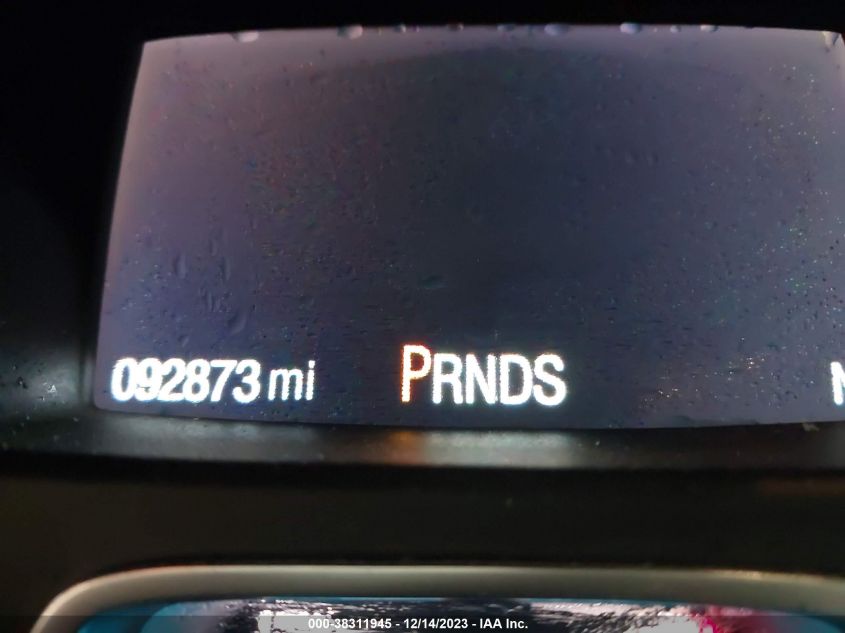 092873 mi PRNDS N
000-38311945 - 12/14/2023 - IAA Inc.